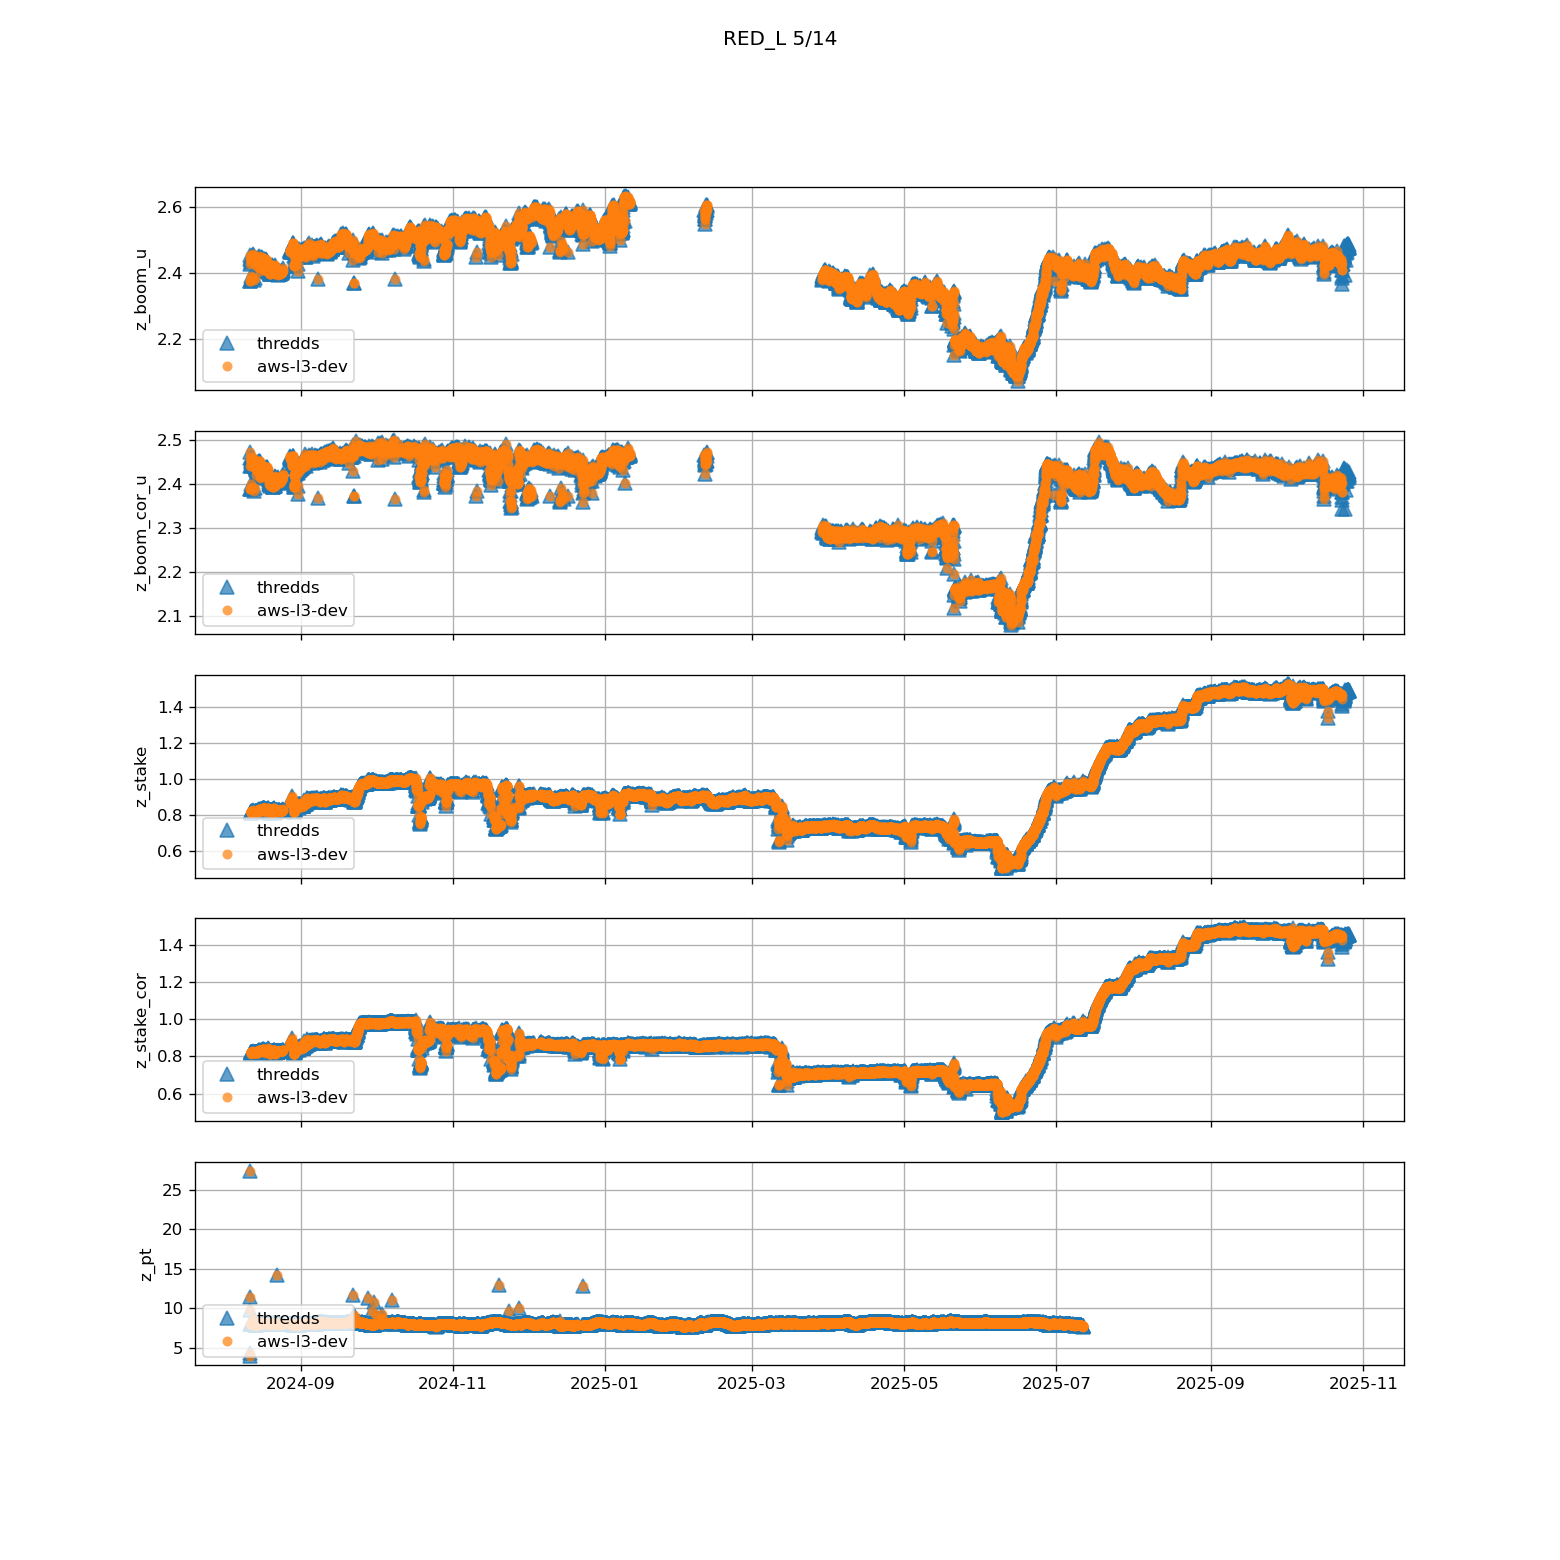 RED_L 5/14
z_boom_u
2.6
2.4
2.2
thredds
aws-l3-dev
z_boom_cor_u
2.5
2.4
2.3
2.2
2.1
thredds
aws-l3-dev
z_stake
1.4
1.2
1.0
0.8
0.6
thredds
aws-l3-dev
z_stake_cor
1.4
1.2
1.0
0.8
0.6
thredds
aws-l3-dev
z_pt
25
20
15
10
5
thredds
aws-l3-dev
2024-09 2024-11 2025-01 2025-03 2025-05 2025-07 2025-09 2025-11